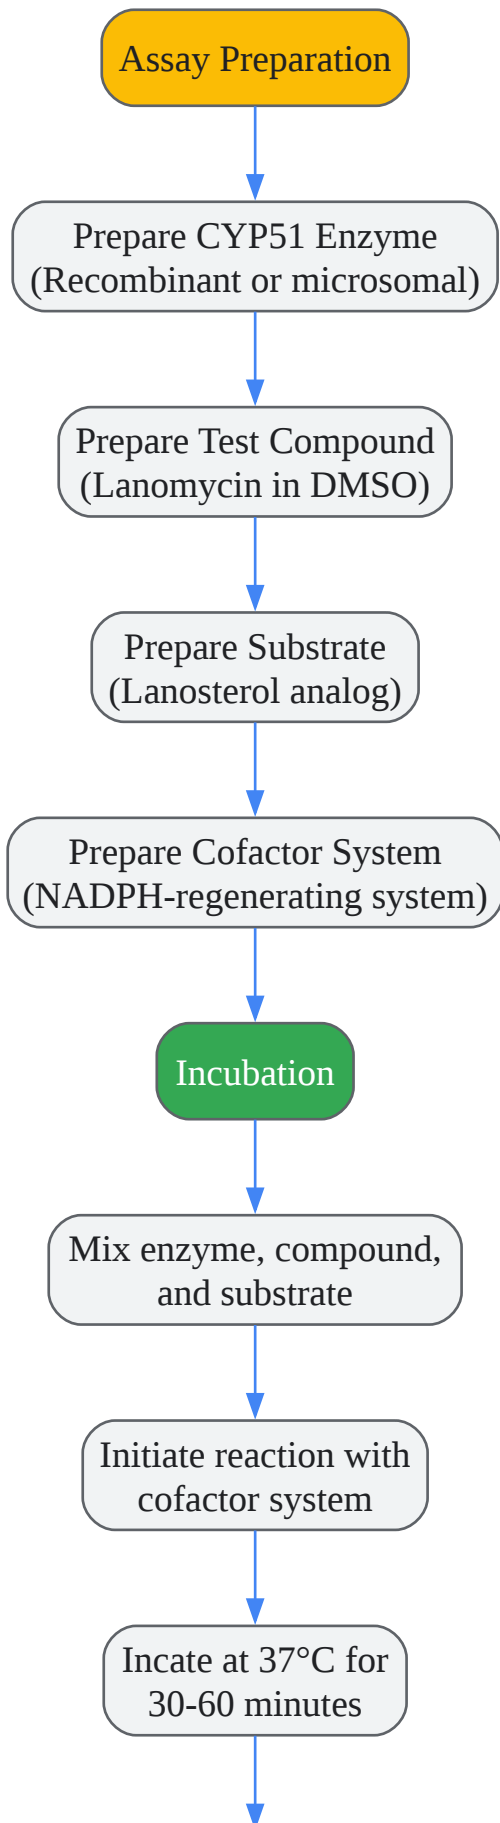 Assay Preparation
Prepare CYP51 Enzyme
(Recombinant or microsomal)
Prepare Test Compound
(Lanomycin in DMSO)
Prepare Substrate
(Lanosterol analog)
Prepare Cofactor System
(NADPH-regenerating system)
Incubation
Mix enzyme, compound,
and substrate
Initiate reaction with
cofactor system
Incate at 37°C for
30-60 minutes